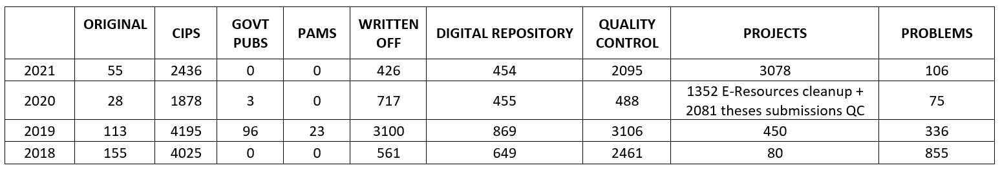 ORIGINAL CIPS GOVT PUBS PAMS WRITTEN OFF DIGITAL REPOSITORY QUALITY CONTROL PROJECTS PROBLEMS
2021 55 2436 0 0 426 454 2095 3078 106
2020 28 1878 3 0 717 455 488 1352 E-Resources cleanup + 2081 theses submissions QC 75
2019 113 4195 96 23 3100 869 3106 450 336
2018 155 4025 0 0 561 649 2461 80 855